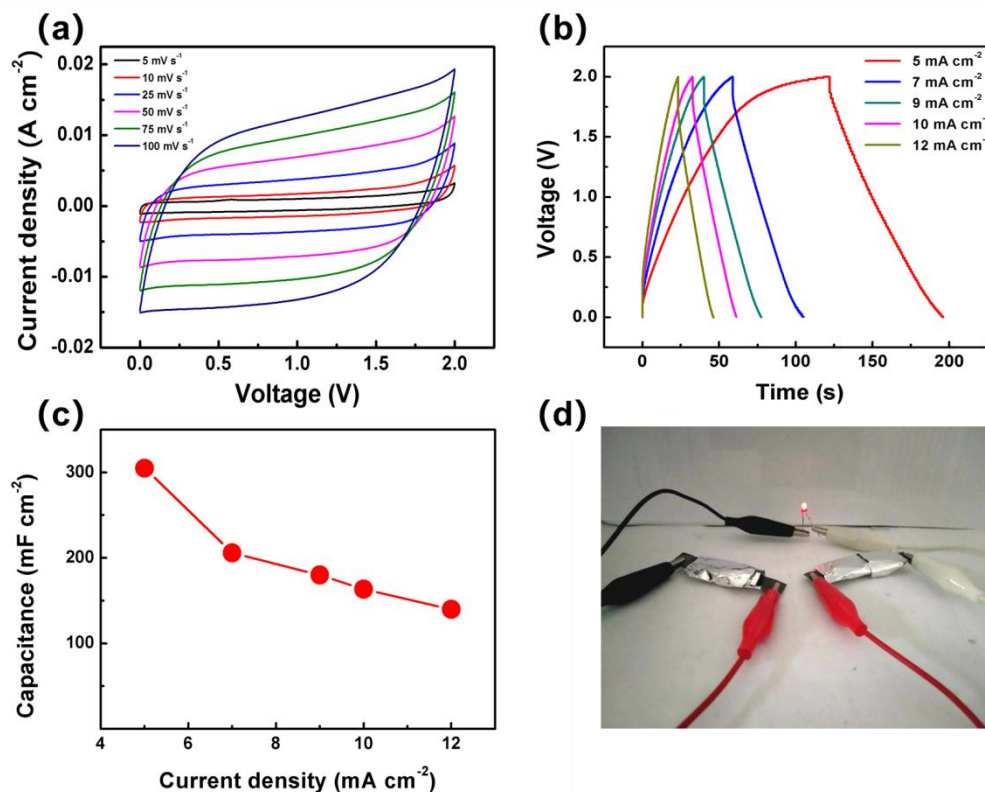 (a)
5 mV s⁻¹
10 mV s⁻¹
25 mV s⁻¹
50 mV s⁻¹
75 mV s⁻¹
100 mV s⁻¹
0.02
0.01
0.00
-0.01
-0.02
Current density (A cm⁻²)
0.0 0.5 1.0 1.5 2.0
Voltage (V)
(b)
5 mA cm⁻²
7 mA cm⁻²
9 mA cm⁻²
10 mA cm⁻
12 mA cm⁻
2.0
1.5
1.0
0.5
0.0
Voltage (V)
0 50 100 150 200
Time (s)
(c)
300
200
100
Capacitance (mF cm⁻²)
4 6 8 10 12
Current density (mA cm⁻²)
(d)